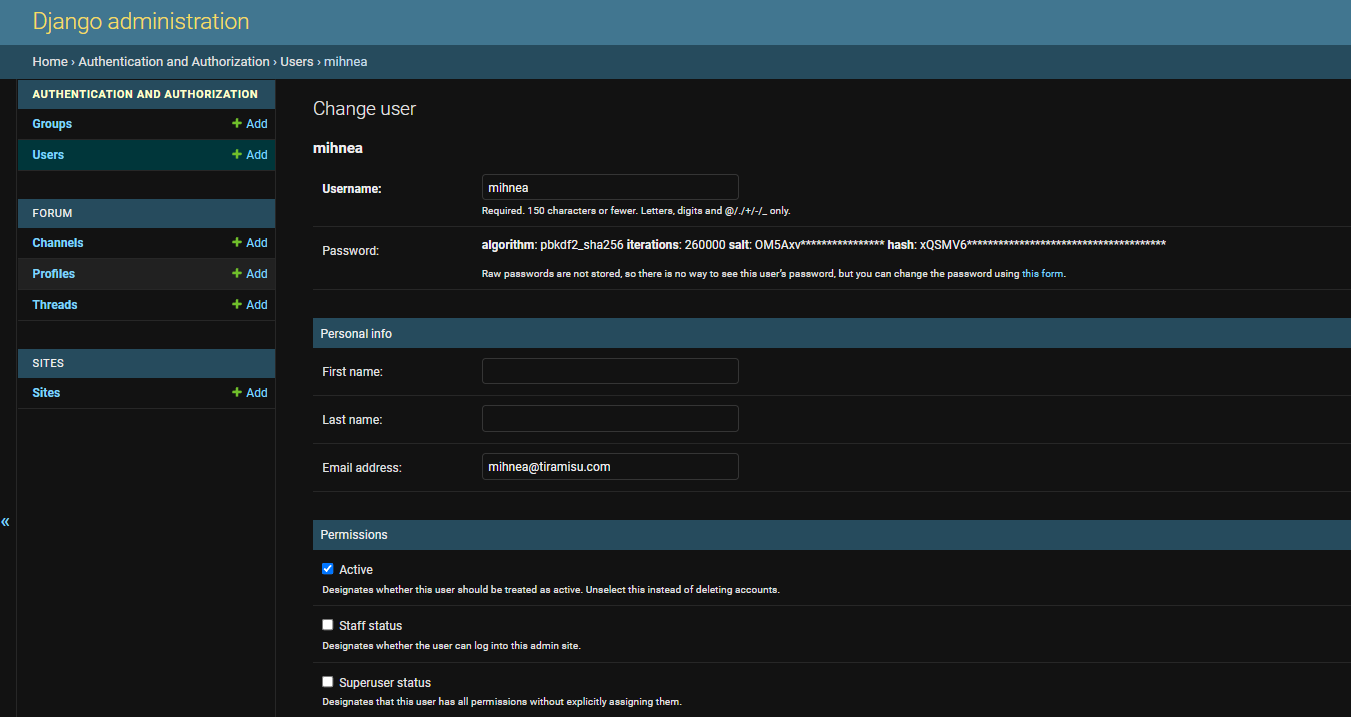 Django administration
Home › Authentication and Authorization › Users › mihnea
AUTHENTICATION AND AUTHORIZATION
Groups + Add
Users + Add
FORUM
Channels + Add
Profiles + Add
Threads + Add
SITES
Sites + Add
«
Change user
mihnea
Username: mihnea
Required. 150 characters or fewer. Letters, digits and @/./+/-/_ only.
Password: algorithm: pbkdf2_sha256 iterations: 260000 salt: OM5Axv**************** hash: xQSMV6**************************************
Raw passwords are not stored, so there is no way to see this user’s password, but you can change the password using this form.
Personal info
First name:
Last name:
Email address: mihnea@tiramisu.com
Permissions
Active
Designates whether this user should be treated as active. Unselect this instead of deleting accounts.
Staff status
Designates whether the user can log into this admin site.
Superuser status
Designates that this user has all permissions without explicitly assigning them.